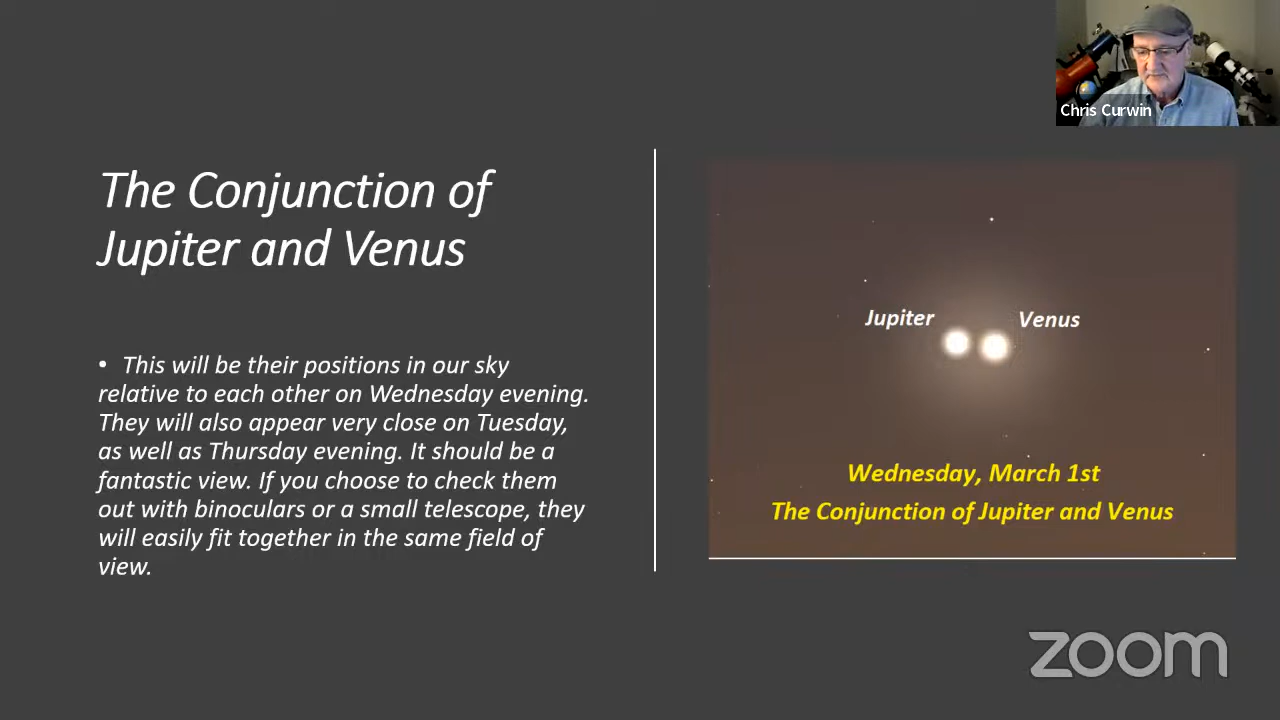 Chris Curwin
The Conjunction of
Jupiter and Venus
• This will be their positions in our sky
relative to each other on Wednesday evening.
They will also appear very close on Tuesday,
as well as Thursday evening. It should be a
fantastic view. If you choose to check them
out with binoculars or a small telescope, they
will easily fit together in the same field of
view.
Jupiter
Venus
Wednesday, March 1st
The Conjunction of Jupiter and Venus
zoom